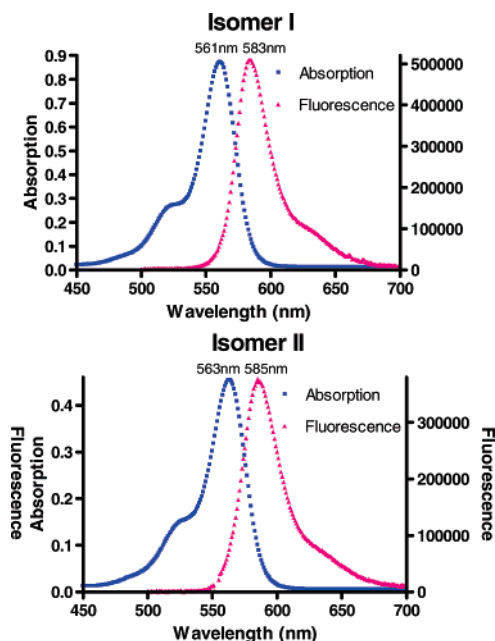 Isomer I
561nm 583nm
Absorption
Fluorescence
0.9
0.8
0.7
0.6
0.5
0.4
0.3
0.2
0.1
0.0
Absorption
500000
400000
300000
200000
100000
0
450 500 550 600 650 700
Wavelength (nm)
Isomer II
563nm 585nm
Absorption
Fluorescence
0.4
0.3
0.2
0.1
0.0
Fluorescence
Absorption
300000
200000
100000
0
Fluorescence
450 500 550 600 650 700
Wavelength (nm)